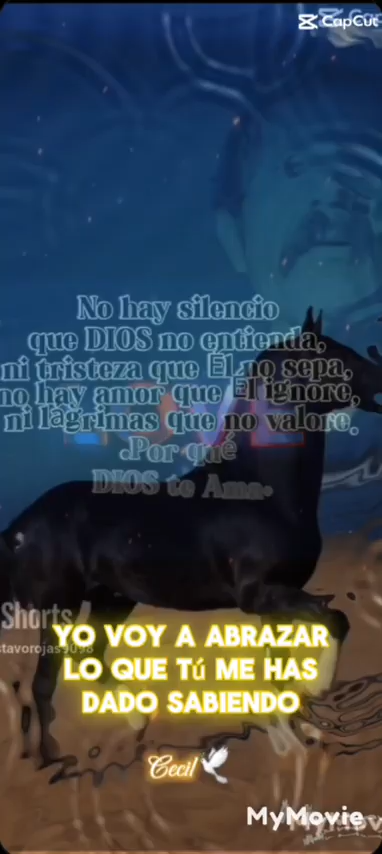 CapCut
No hay silencio
que DIOS no entienda,
ni tristeza que Él no sepa,
no hay amor que Él ignore,
ni lágrimas que no valore.
.Por qué
DIOS te Ama.
Shorts
tavorojas9098
YO VOY A ABRAZAR
LO QUE Tú ME HAS
DADO SABIENDO
Cecil
MyMovie